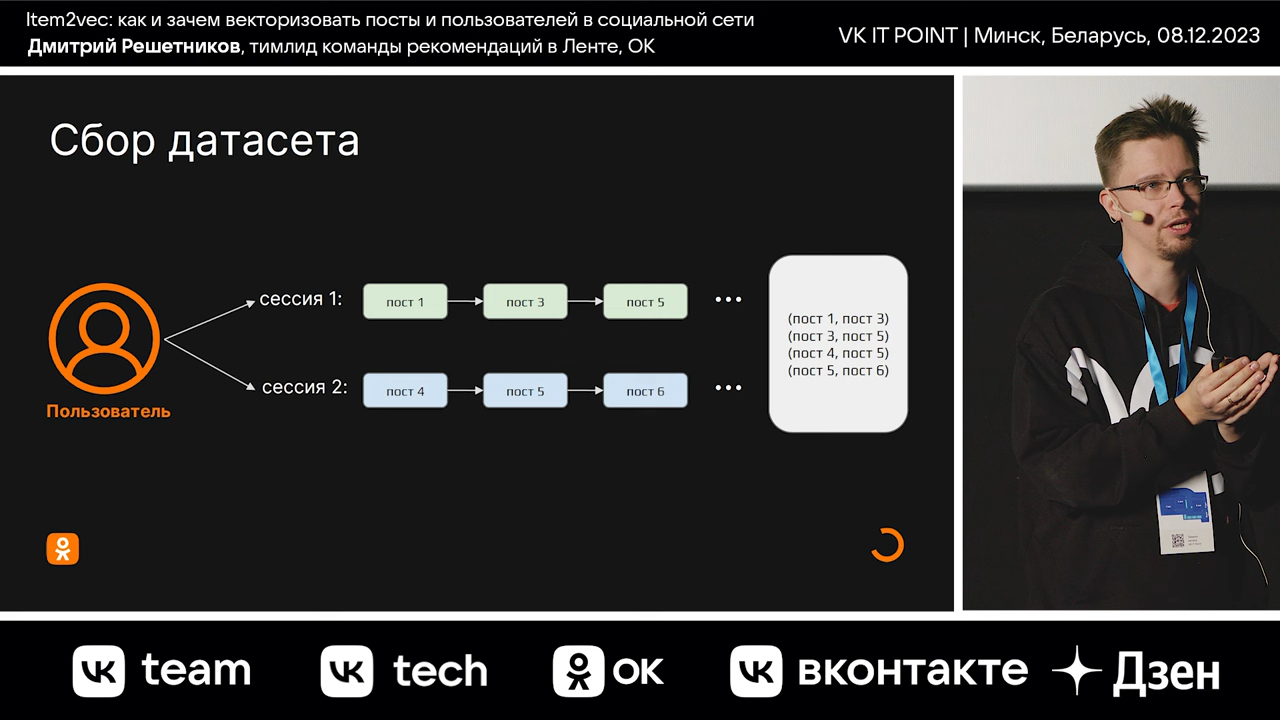 Item2vec: как и зачем векторизовать посты и пользователей в социальной сети
Дмитрий Решетников, тимлид команды рекомендаций в Ленте, ОК
VK IT POINT | Минск, Беларусь, 08.12.2023
Сбор датасета
Пользователь
сессия 1:
пост 1
пост 3
пост 5
...
сессия 2:
пост 4
пост 5
пост 6
...
(пост 1, пост 3)
(пост 3, пост 5)
(пост 4, пост 5)
(пост 5, пост 6)
team
tech
ОК
ВКОНТАКТЕ
Дзен